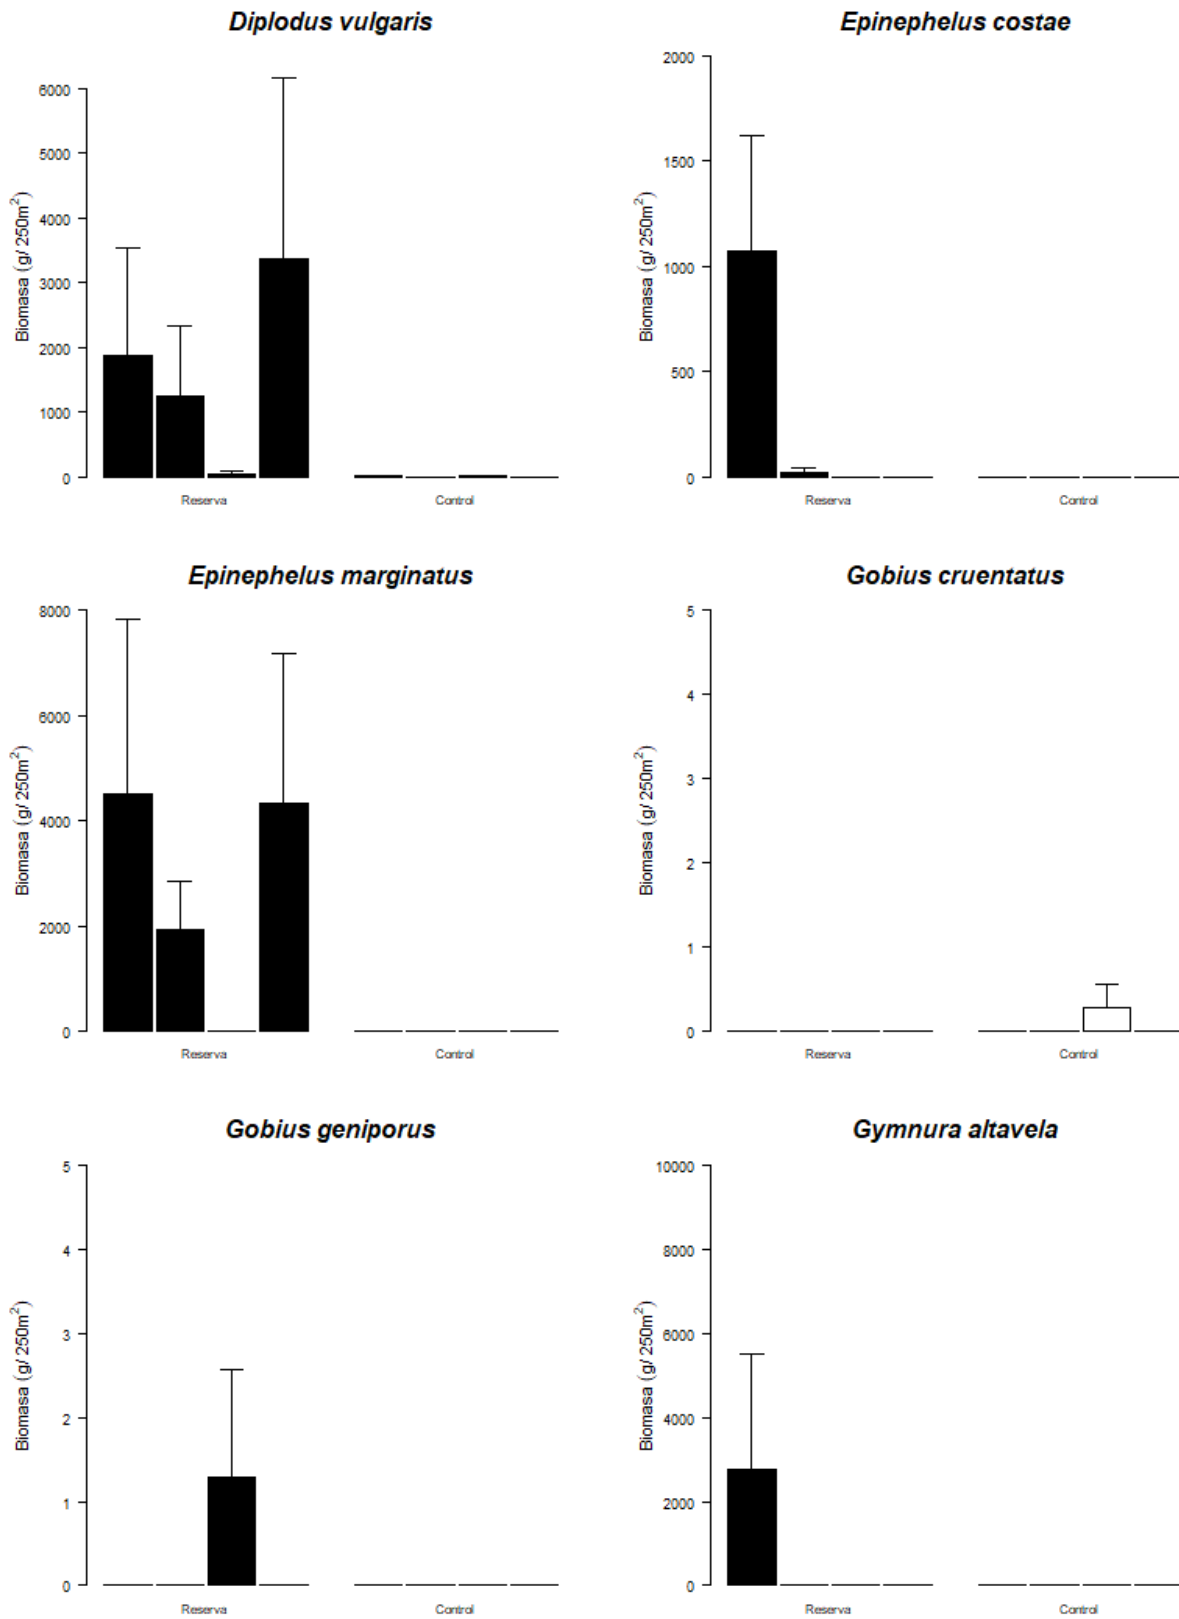 Diplodus vulgaris
6000
5000
4000
3000
2000
1000
0
Biomasa (g/ 250m²)
Reserva
Control
Epinephelus costae
2000
1500
1000
500
0
Biomasa (g/ 250m²)
Reserva
Control
Epinephelus marginatus
8000
6000
4000
2000
0
Biomasa (g/ 250m²)
Reserva
Control
Gobius cruentatus
5
4
3
2
1
0
Biomasa (g/ 250m²)
Reserva
Control
Gobius geniporus
5
4
3
2
1
0
Biomasa (g/ 250m²)
Reserva
Control
Gymnura altavela
10000
8000
6000
4000
2000
0
Biomasa (g/ 250m²)
Reserva
Control